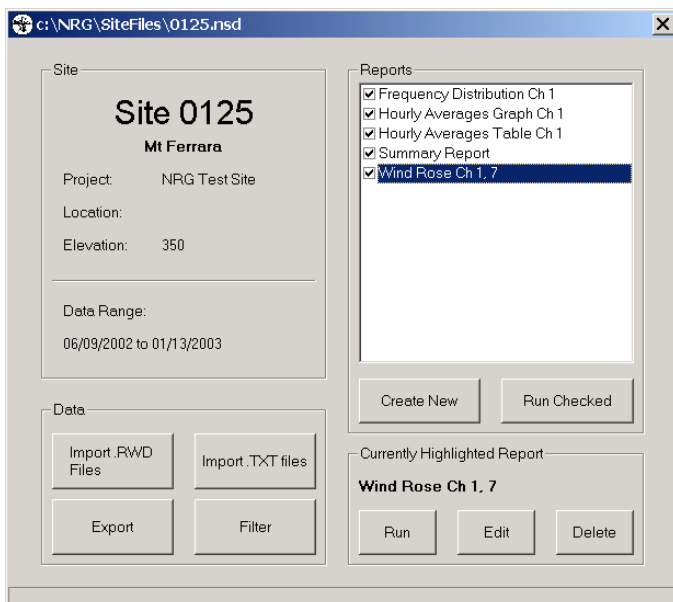 c:\NRG\SiteFiles\0125.nsd
Site
Site 0125
Mt Ferrara
Project: NRG Test Site
Location:
Elevation: 350
Data Range:
06/09/2002 to 01/13/2003
Data
Import .RWD
Files
Import .TXT files
Export
Filter
Reports
Frequency Distribution Ch 1
Hourly Averages Graph Ch 1
Hourly Averages Table Ch 1
Summary Report
Wind Rose Ch 1, 7
Create New
Run Checked
Currently Highlighted Report
Wind Rose Ch 1, 7
Run
Edit
Delete